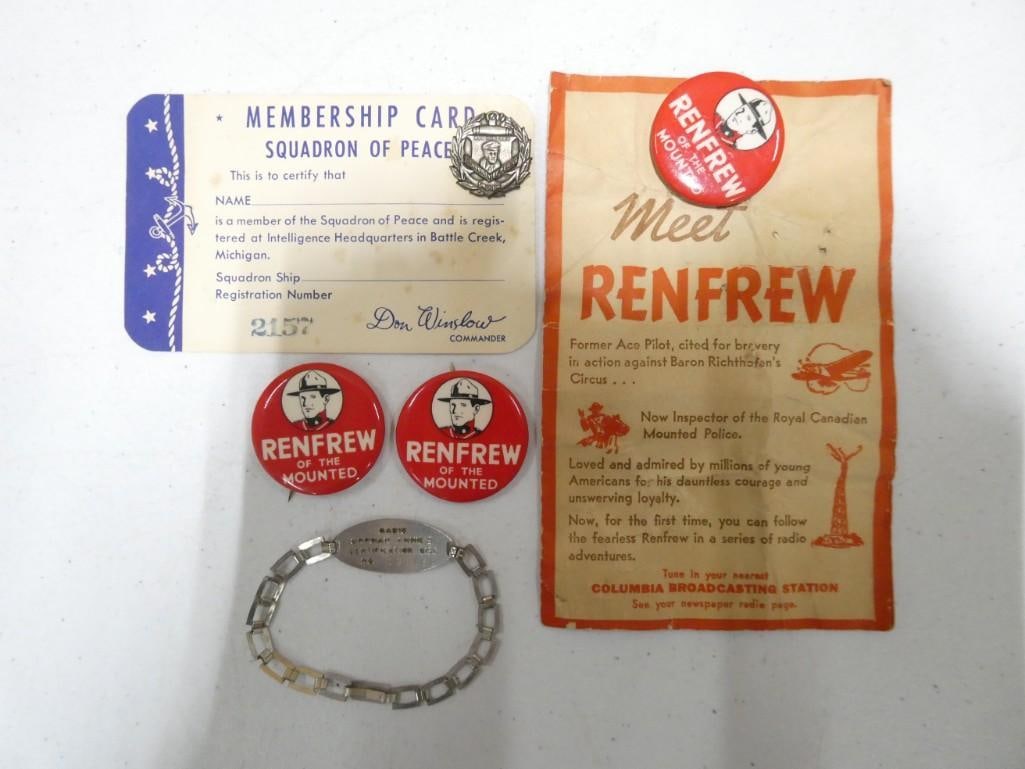 ★ MEMBERSHIP CARD
SQUADRON OF PEACE
This is to certify that
NAME
is a member of the Squadron of Peace and is regis-
tered at Intelligence Headquarters in Battle Creek,
Michigan.
Squadron Ship
Registration Number
2157
Don Winslow
COMMANDER
RENFREW
OF THE
MOUNTED
Meet
RENFREW
Former Ace Pilot, cited for bravery
in action against Baron Richthofen's
Circus . . .
Now Inspector of the Royal Canadian
Mounted Police.
Loved and admired by millions of young
Americans for his dauntless courage and
unswerving loyalty.
Now, for the first time, you can follow
the fearless Renfrew in a series of radio
adventures.
Tune in your nearest
COLUMBIA BROADCASTING STATION
See your newspaper radio page.
RENFREW
OF THE
MOUNTED
RENFREW
OF THE
MOUNTED
RADIO